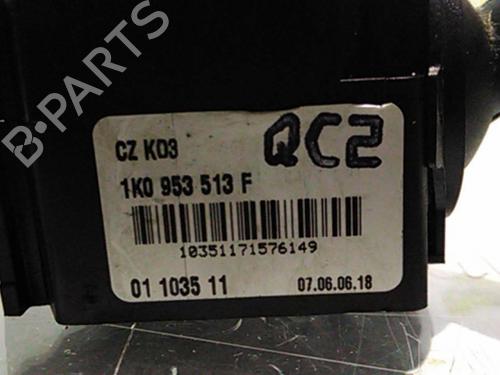 B-PARTS
CZ K03
QC2
1K0 953 513 F
10351171576149
01 1035 11
07.06.06.18